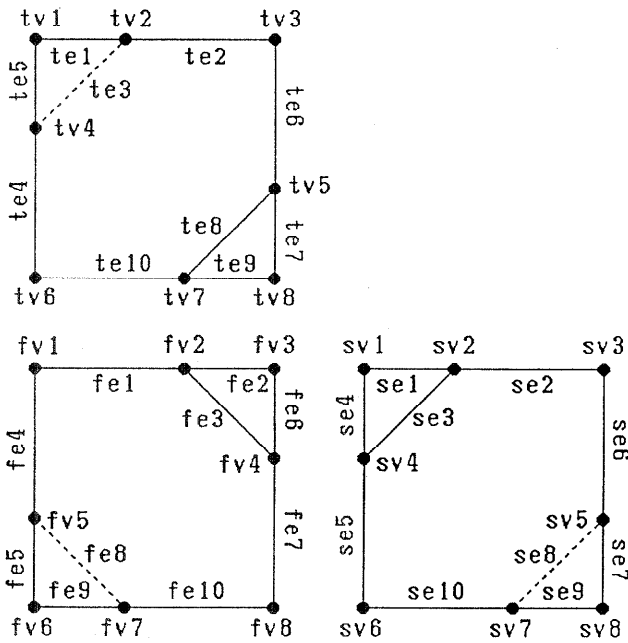 tv1 tv2 tv3
te1 te2
te5
te3
te6
tv4
tv5
te4
te8
te7
te10 te9
tv6 tv7 tv8
fv1 fv2 fv3 sv1 sv2 sv3
fe1 fe2 se1 se2
fe6 se4
fe3 se3
fe4 se6
fv4 sv4
fv5 sv5
fe7 se5
fe8 se8
fe5 se7
fe9 fe10 se10 se9
fv6 fv7 fv8 sv6 sv7 sv8